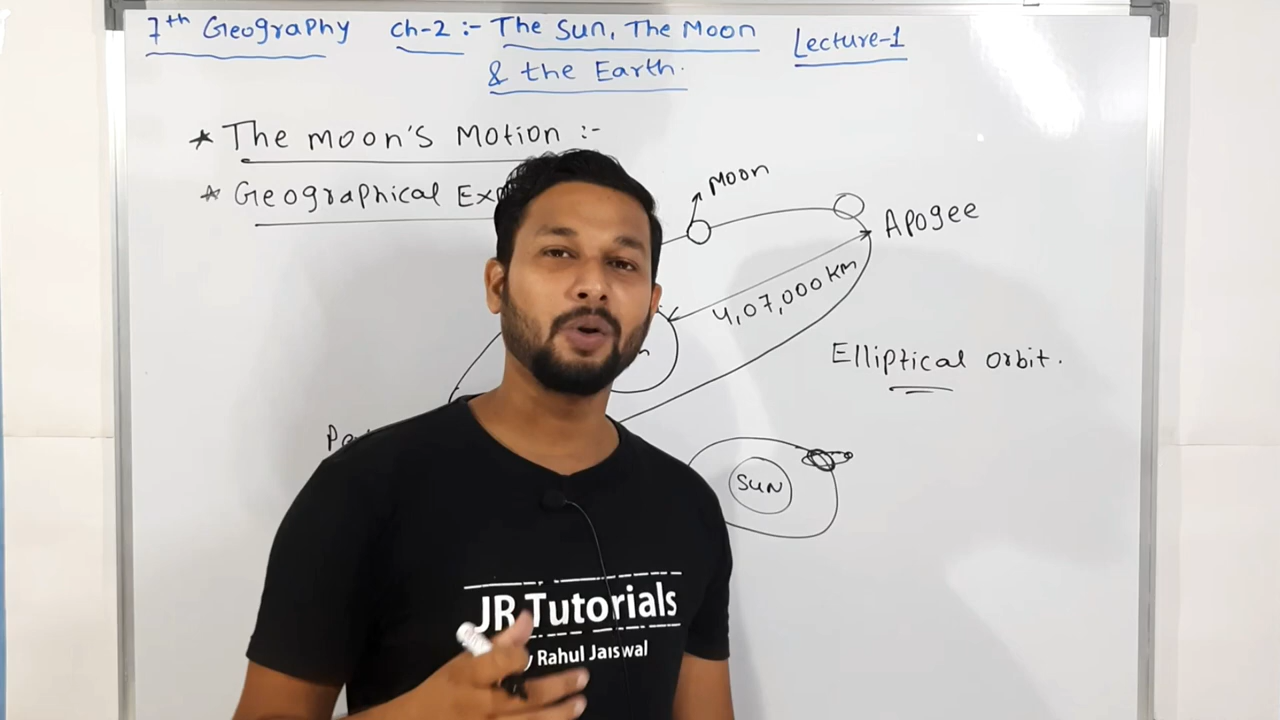 7th Geography Ch-2 :- The Sun, The Moon & the Earth. Lecture-1
* The moon's Motion :-
* Geographical
Moon
Apogee
4,07,000 km
Elliptical orbit.
SUN
JR Tutorials
Rahul Jaiswal